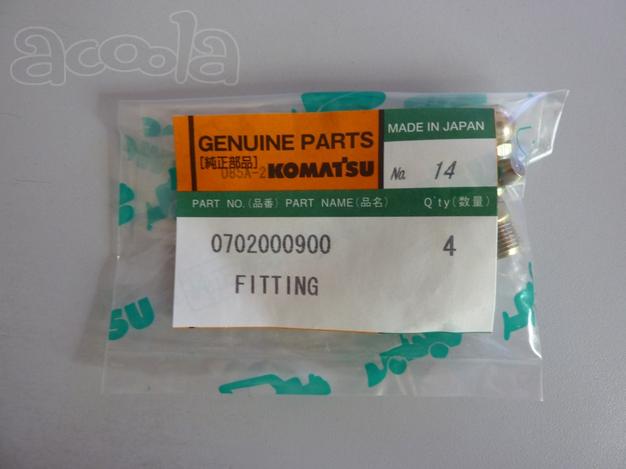 acoola
GENUINE PARTS
[純正部品]
D85A-2 KOMATSU
MADE IN JAPAN
No. 14
PART NO.(品番) PART NAME(品名) Q'ty(数量)
0702000900 4
FITTING
SU